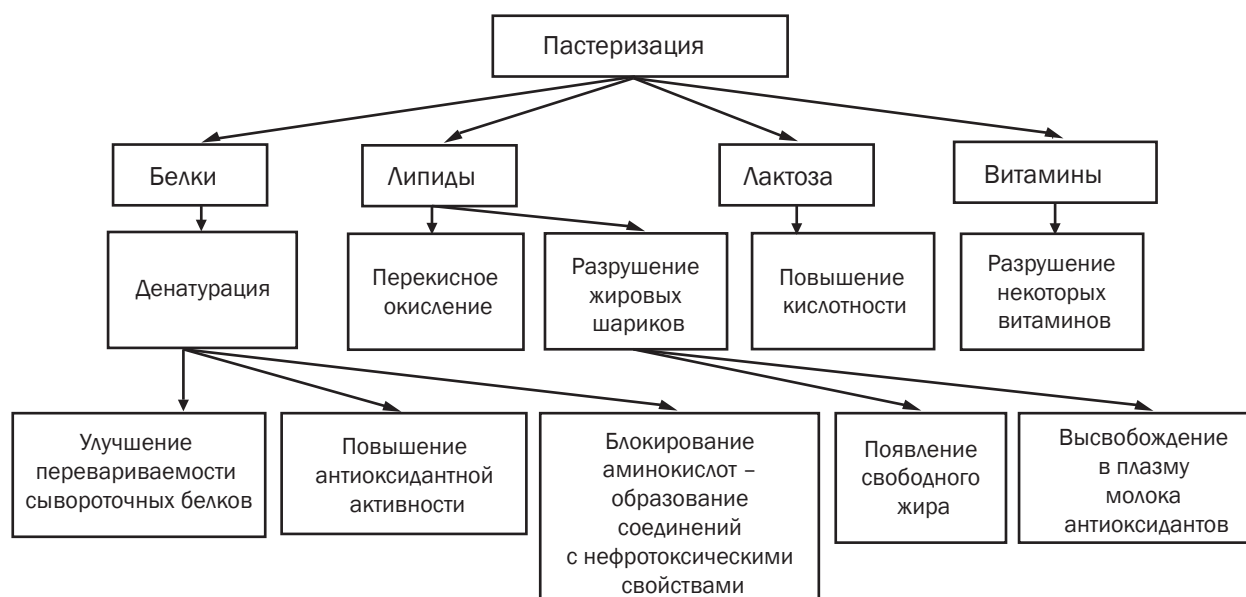 Пастеризация
Белки
Липиды
Лактоза
Витамины
Денатурация
Перекисное
окисление
Разрушение
жировых
шариков
Повышение
кислотности
Разрушение
некоторых
витаминов
Улучшение
перевариваемости
сывороточных белков
Повышение
антиоксидантной
активности
Блокирование
аминокислот –
образование
соединений
с нефротоксическими
свойствами
Появление
свободного
жира
Высвобождение
в плазму
молока
антиоксидантов